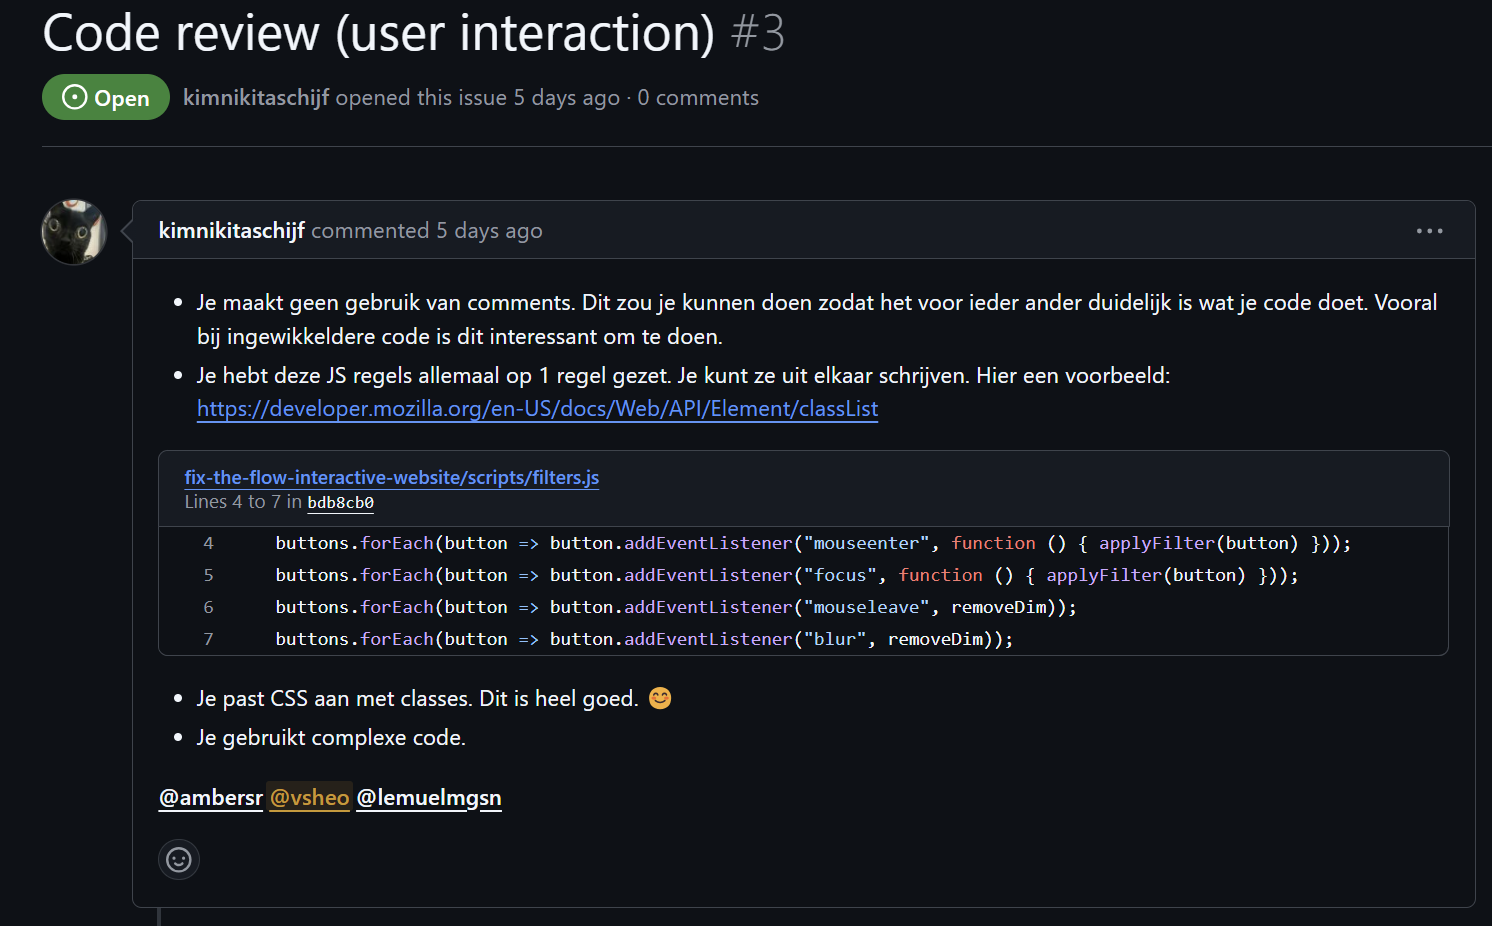 Code review (user interaction) #3
Open kimnikitaschijf opened this issue 5 days ago · 0 comments
kimnikitaschijf commented 5 days ago
• Je maakt geen gebruik van comments. Dit zou je kunnen doen zodat het voor ieder ander duidelijk is wat je code doet. Vooral
bij ingewikkeldere code is dit interessant om te doen.
• Je hebt deze JS regels allemaal op 1 regel gezet. Je kunt ze uit elkaar schrijven. Hier een voorbeeld:
https://developer.mozilla.org/en-US/docs/Web/API/Element/classList
fix-the-flow-interactive-website/scripts/filters.js
Lines 4 to 7 in bdb8cb0
4 buttons.forEach(button => button.addEventListener("mouseenter", function () { applyFilter(button) }));
5 buttons.forEach(button => button.addEventListener("focus", function () { applyFilter(button) }));
6 buttons.forEach(button => button.addEventListener("mouseleave", removeDim));
7 buttons.forEach(button => button.addEventListener("blur", removeDim));
• Je past CSS aan met classes. Dit is heel goed. 😊
• Je gebruikt complexe code.
@ambersr @vsheo @lemuelmgsn